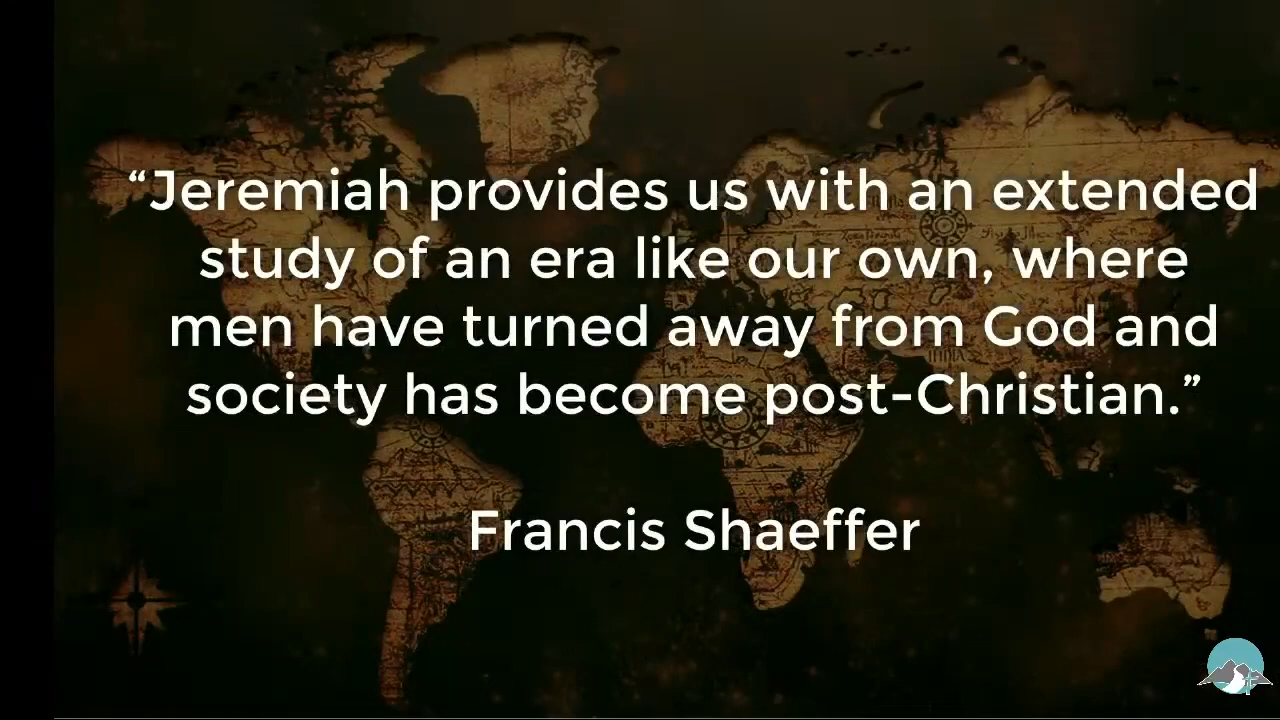 “Jeremiah provides us with an extended
study of an era like our own, where
men have turned away from God and
society has become post-Christian.”
Francis Shaeffer